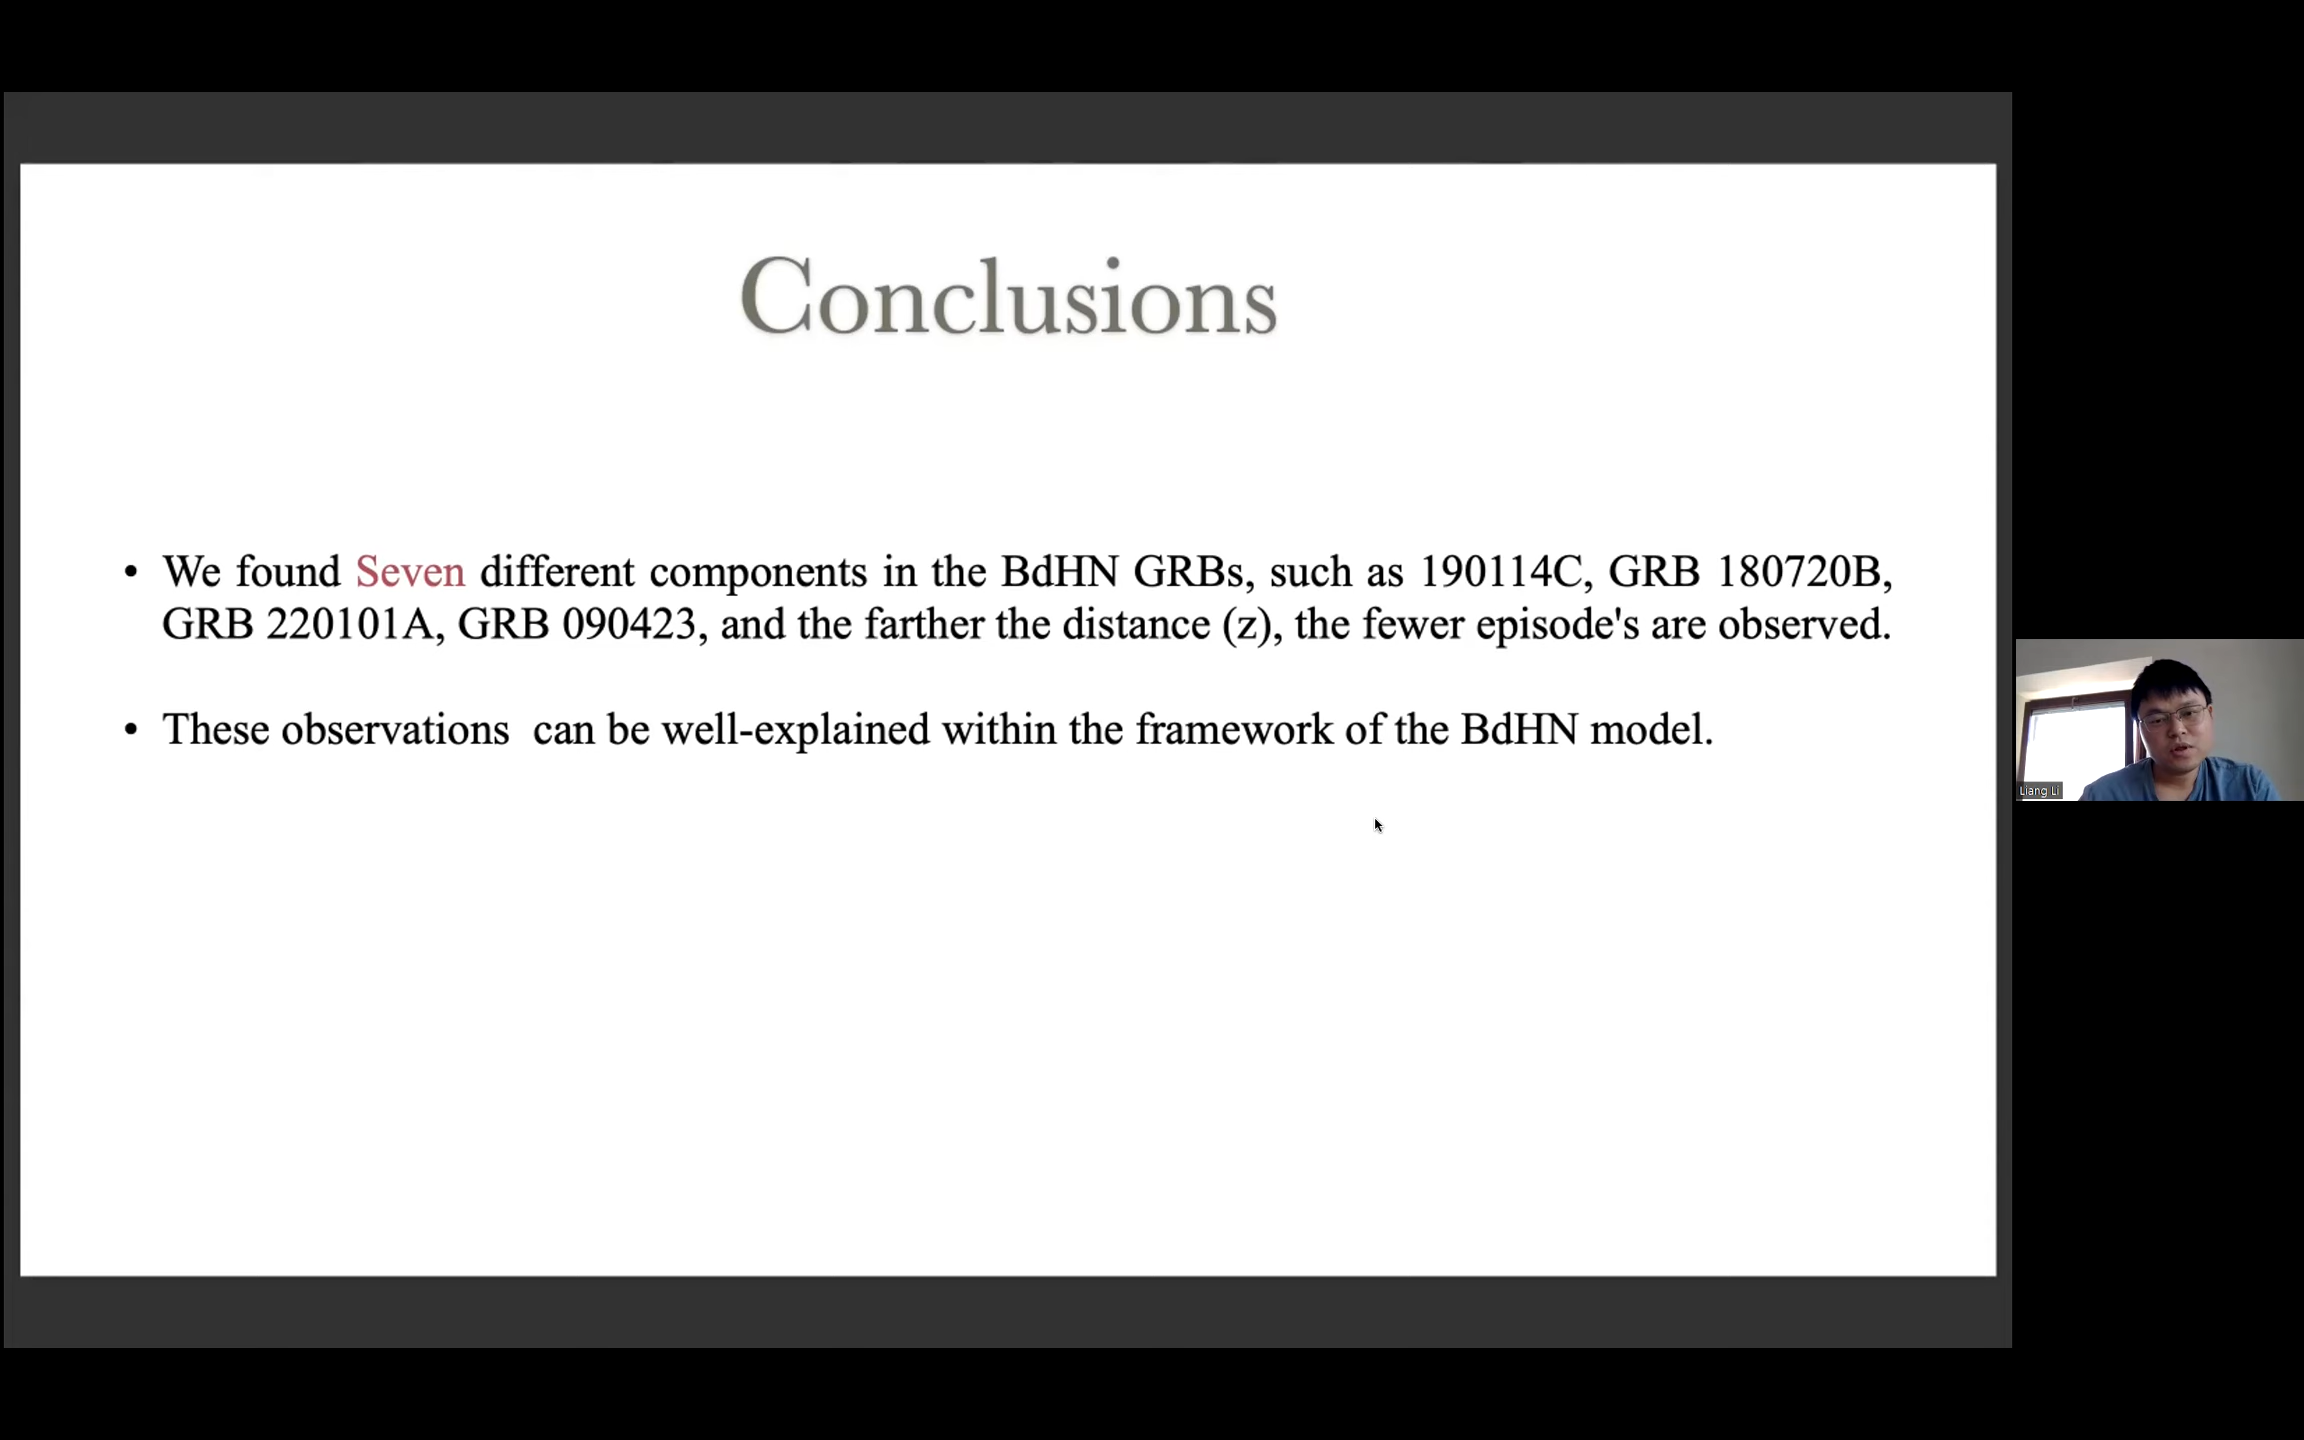 Conclusions
• We found Seven different components in the BdHN GRBs, such as 190114C, GRB 180720B,
GRB 220101A, GRB 090423, and the farther the distance (z), the fewer episode's are observed.
• These observations  can be well-explained within the framework of the BdHN model.
Liang Li